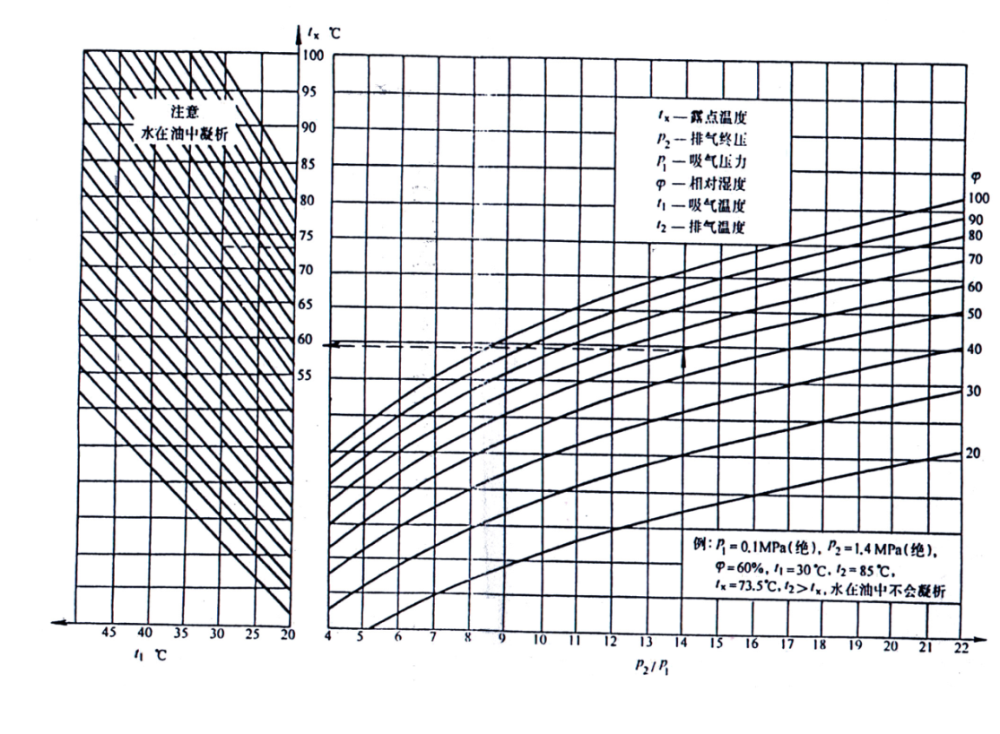 tₓ ℃
100
95
90
85
80
75
70
65
60
55
注意
水在油中凝析
tₓ — 露点温度
P₂ — 排气终压
P₁ — 吸气压力
φ — 相对湿度
t₁ — 吸气温度
t₂ — 排气温度
φ
100
90
80
70
60
50
40
30
20
例: P₁=0.1MPa(绝), P₂=1.4MPa(绝),
φ=60%, t₁=30℃, t₂=85℃,
tₓ=73.5℃, t₂>tₓ, 水在油中不会凝析
45 40 35 30 25 20
t₁ ℃
4 5 6 7 8 9 10 11 12 13 14 15 16 17 18 19 20 21 22
P₂/P₁